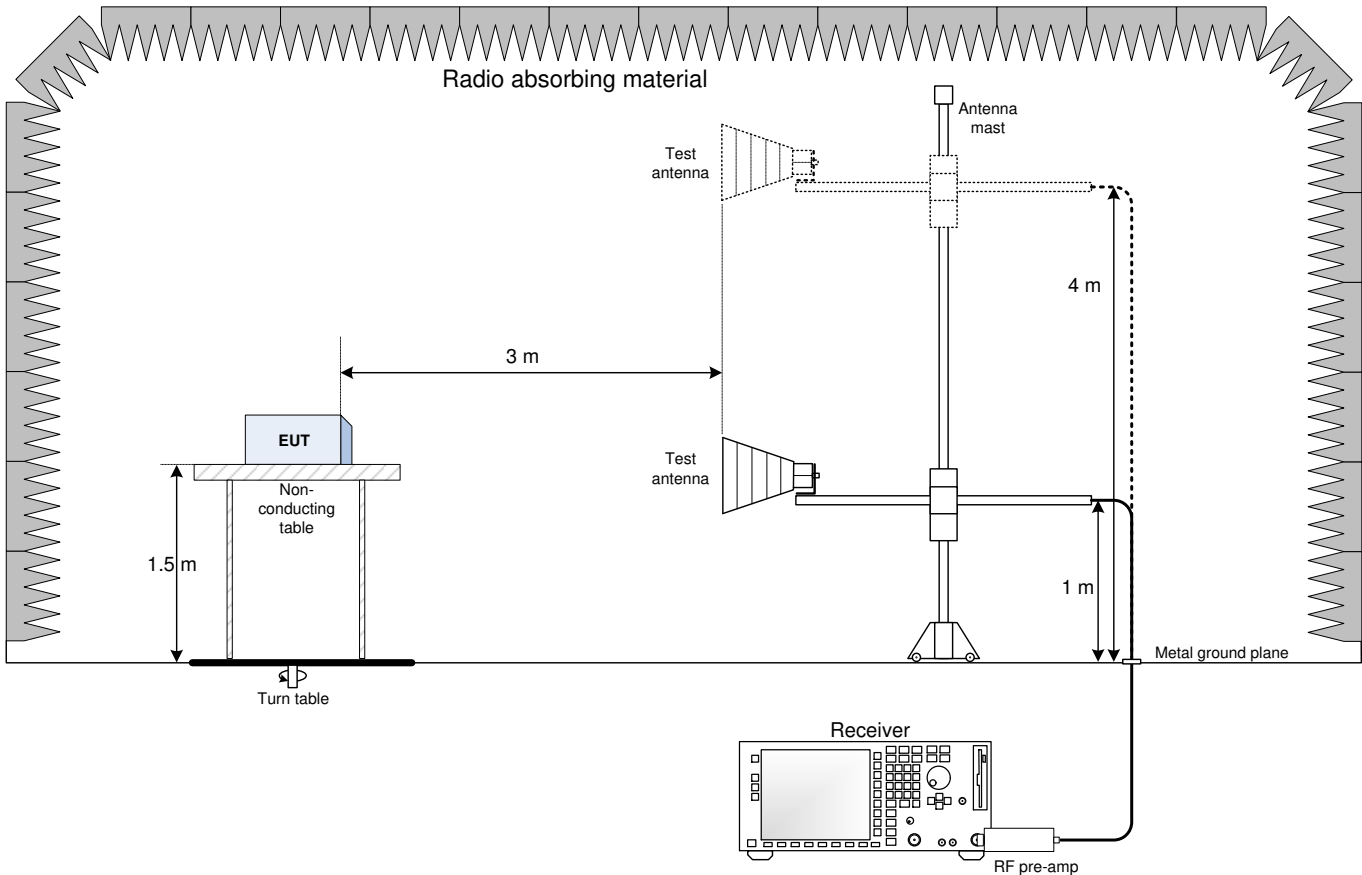 Radio absorbing material
Antenna
mast
Test
antenna
4 m
3 m
EUT
Test
antenna
Non-
conducting
table
1.5 m
1 m
Metal ground plane
Turn table
Receiver
RF pre-amp